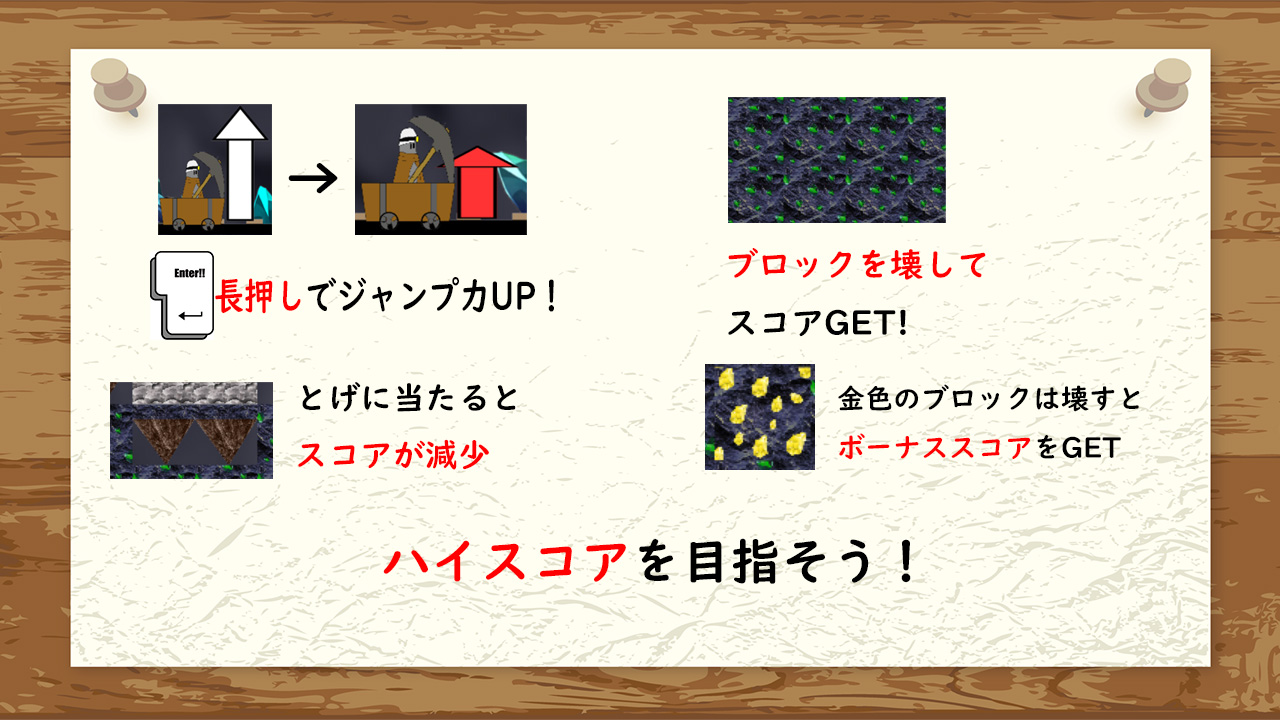 Enter!!
長押しでジャンプ力UP！
とげに当たると
スコアが減少
ブロックを壊して
スコアGET!
金色のブロックは壊すと
ボーナススコアをGET
ハイスコアを目指そう！